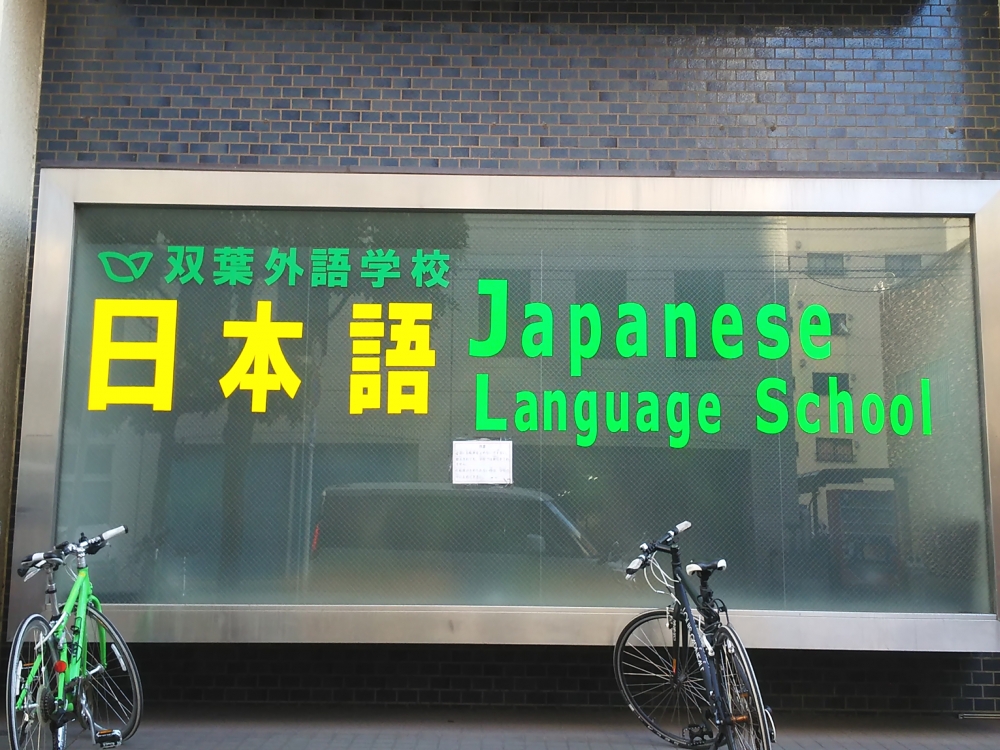 双葉外語学校
日本語
Japanese
Language School